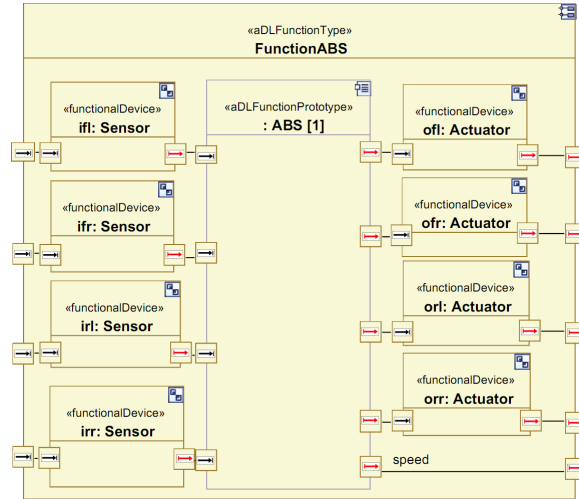 «aDLFunctionType»
FunctionABS
«functionalDevice»
ifl: Sensor
«aDLFunctionPrototype»
: ABS [1]
«functionalDevice»
ofl: Actuator
«functionalDevice»
ifr: Sensor
«functionalDevice»
ofr: Actuator
«functionalDevice»
irl: Sensor
«functionalDevice»
orl: Actuator
«functionalDevice»
irr: Sensor
«functionalDevice»
orr: Actuator
speed